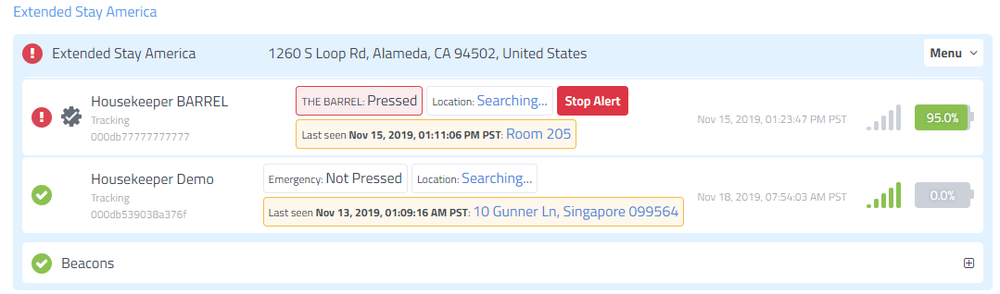 Extended Stay America
Extended Stay America 1260 S Loop Rd, Alameda, CA 94502, United States Menu
Housekeeper BARREL THE BARREL: Pressed Location: Searching... Stop Alert
Tracking Nov 15, 2019, 01:23:47 PM PST 95.0%
000db77777777777 Last seen Nov 15, 2019, 01:11:06 PM PST: Room 205
Housekeeper Demo Emergency: Not Pressed Location: Searching...
Tracking Nov 18, 2019, 07:54:03 AM PST 0.0%
000db539038a376f Last seen Nov 13, 2019, 01:09:16 AM PST: 10 Gunner Ln, Singapore 099564
Beacons